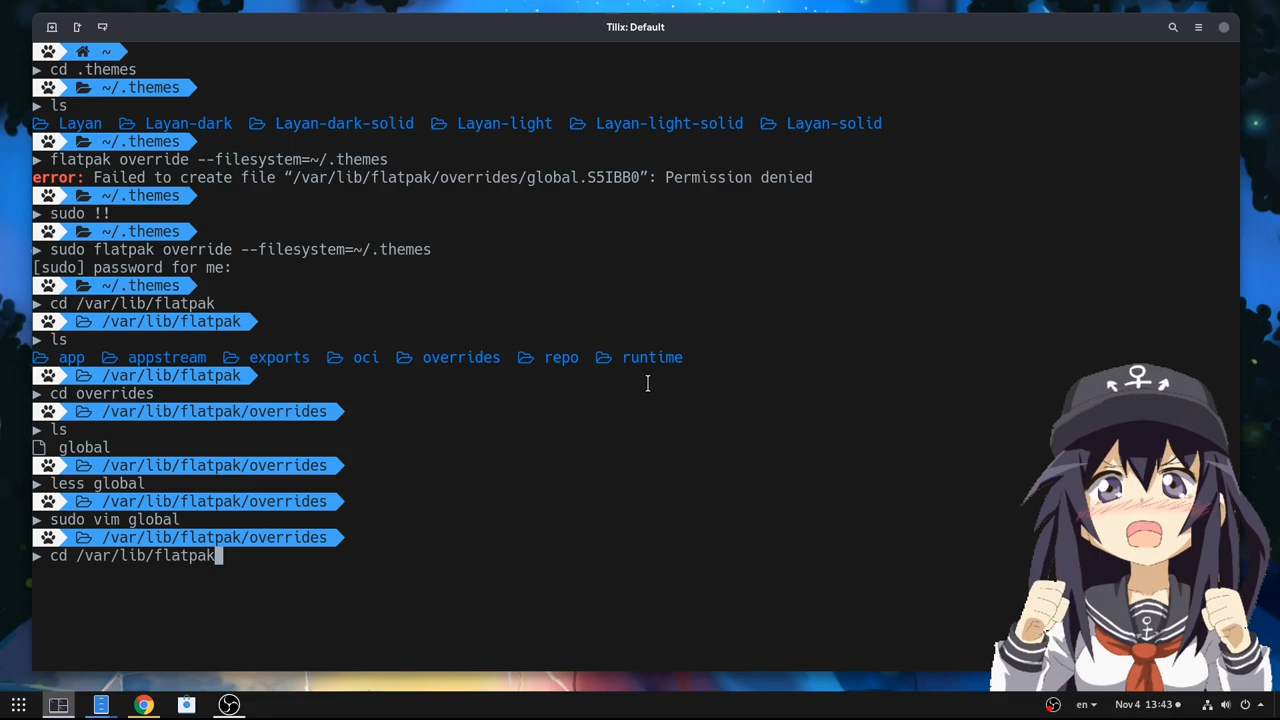 Tilix: Default
~
▶ cd .themes
~/.themes
▶ ls
Layan Layan-dark Layan-dark-solid Layan-light Layan-light-solid Layan-solid
~/.themes
▶ flatpak override --filesystem=~/.themes
error: Failed to create file “/var/lib/flatpak/overrides/global.S5IBB0”: Permission denied
~/.themes
▶ sudo !!
~/.themes
▶ sudo flatpak override --filesystem=~/.themes
[sudo] password for me:
~/.themes
▶ cd /var/lib/flatpak
/var/lib/flatpak
▶ ls
app appstream exports oci overrides repo runtime
/var/lib/flatpak
▶ cd overrides
/var/lib/flatpak/overrides
▶ ls
global
/var/lib/flatpak/overrides
▶ less global
/var/lib/flatpak/overrides
▶ sudo vim global
/var/lib/flatpak/overrides
▶ cd /var/lib/flatpak
en Nov 4 13:43